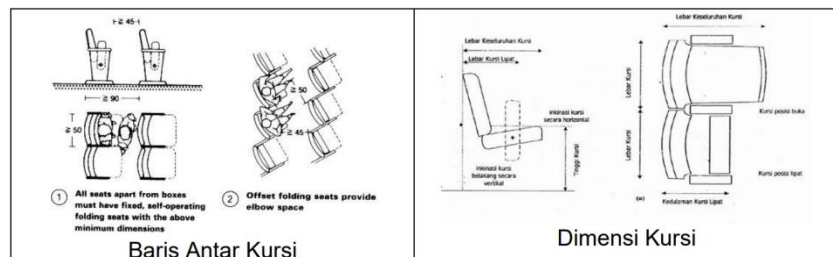 ≧ 45
≧ 90
≧ 50
≧ 50
≧ 45
1 All seats apart from boxes
must have fixed, self-operating
folding seats with the above
minimum dimensions
2 Offset folding seats provide
elbow space
Baris Antar Kursi
Lebar Keseluruhan Kursi
Lebar Kursi Lipat
inkinasi kursi
secara horizontal
inkinasi kursi
belakang secara
vertikal
Tinggi Kursi
Lebar Keseluruhan Kursi
Lebar Kursi
Kursi posisi buka
Lebar Kursi
Kursi posisi lipat
Kedalaman Kursi Lipat
Dimensi Kursi